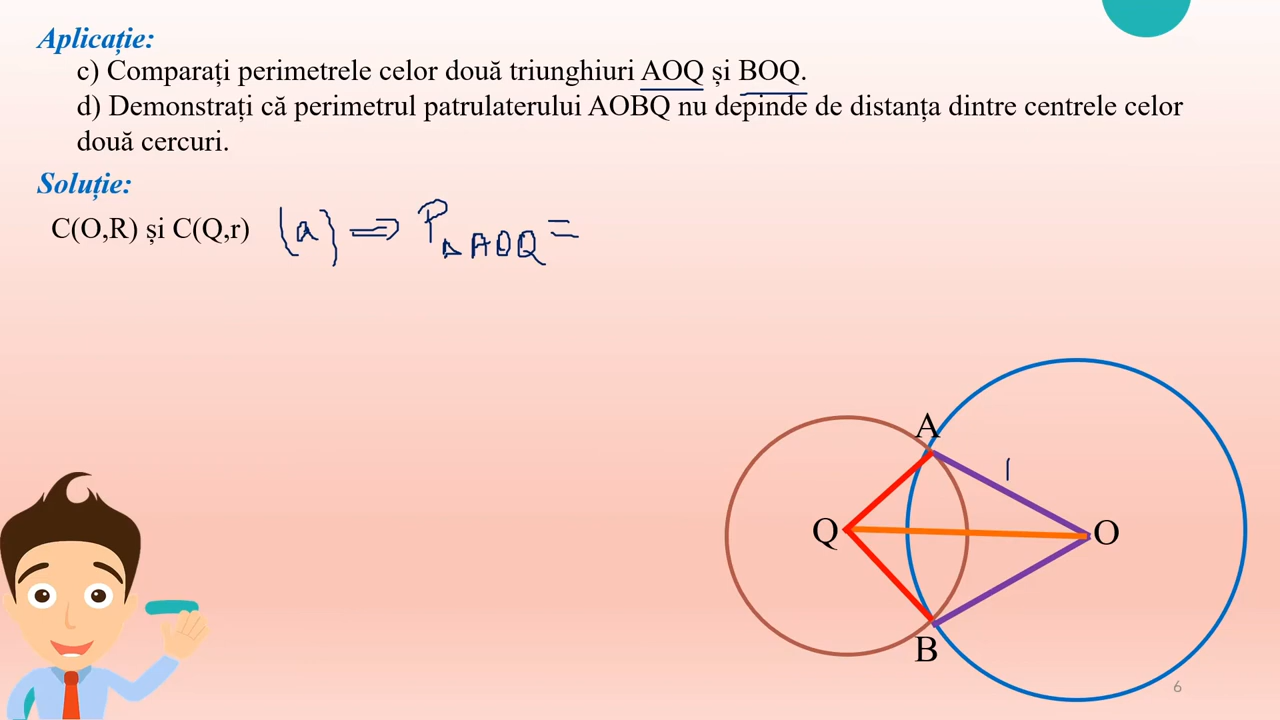 Aplicație:
c) Comparați perimetrele celor două triunghiuri AOQ și BOQ.
d) Demonstrați că perimetrul patrulaterului AOBQ nu depinde de distanța dintre centrele celor
două cercuri.
Soluție:
C(O,R) și C(Q,r) (a) ⇒ P△AOQ =
A
Q
O
B
6